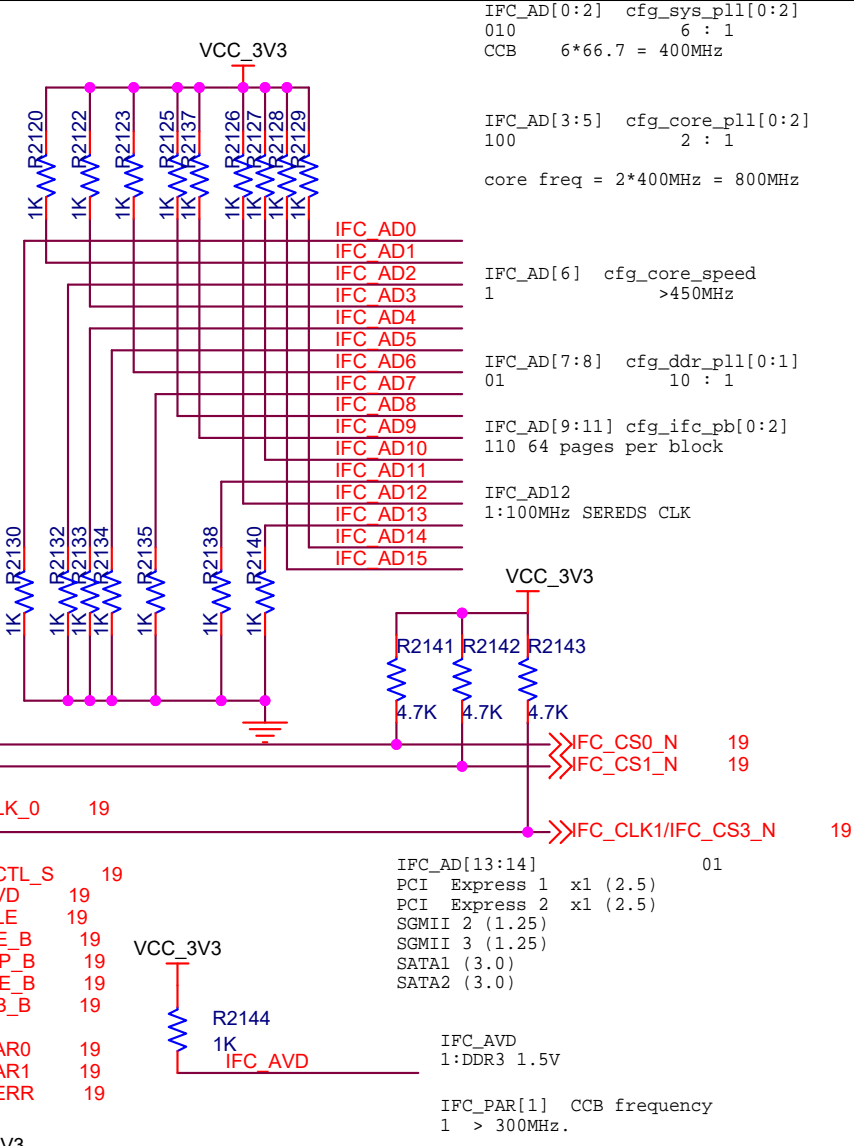 IFC_AD[0:2] cfg_sys_pll[0:2]
010 6 : 1
CCB 6*66.7 = 400MHz
VCC_3V3
IFC_AD[3:5] cfg_core_pll[0:2]
100 2 : 1
core freq = 2*400MHz = 800MHz
R2120
R2122
R2123
R2125
R2137
R2126
R2127
R2128
R2129
1K
1K
1K
1K
1K
1K
1K
1K
1K
IFC_AD0
IFC_AD1
IFC_AD2
IFC_AD3
IFC_AD4
IFC_AD5
IFC_AD6
IFC_AD7
IFC_AD8
IFC_AD9
IFC_AD10
IFC_AD11
IFC_AD12
IFC_AD13
IFC_AD14
IFC_AD15
IFC_AD[6] cfg_core_speed
1 >450MHz
IFC_AD[7:8] cfg_ddr_pll[0:1]
01 10 : 1
IFC_AD[9:11] cfg_ifc_pb[0:2]
110 64 pages per block
IFC_AD12
1:100MHz SEREDS CLK
R2130
R2132
R2133
R2134
R2135
R2138
R2140
1K
1K
1K
1K
1K
1K
1K
VCC_3V3
R2141 R2142 R2143
4.7K 4.7K 4.7K
IFC_CS0_N 19
IFC_CS1_N 19
LK_0 19
IFC_CLK1/IFC_CS3_N 19
CTL_S 19
VD 19
LE 19
E_B 19
P_B 19
E_B 19
B_B 19
AR0 19
AR1 19
ERR 19
IFC_AD[13:14] 01
PCI Express 1 x1 (2.5)
PCI Express 2 x1 (2.5)
SGMII 2 (1.25)
SGMII 3 (1.25)
SATA1 (3.0)
SATA2 (3.0)
VCC_3V3
R2144
1K
IFC_AVD
IFC_AVD
1:DDR3 1.5V
IFC_PAR[1] CCB frequency
1 > 300MHz.